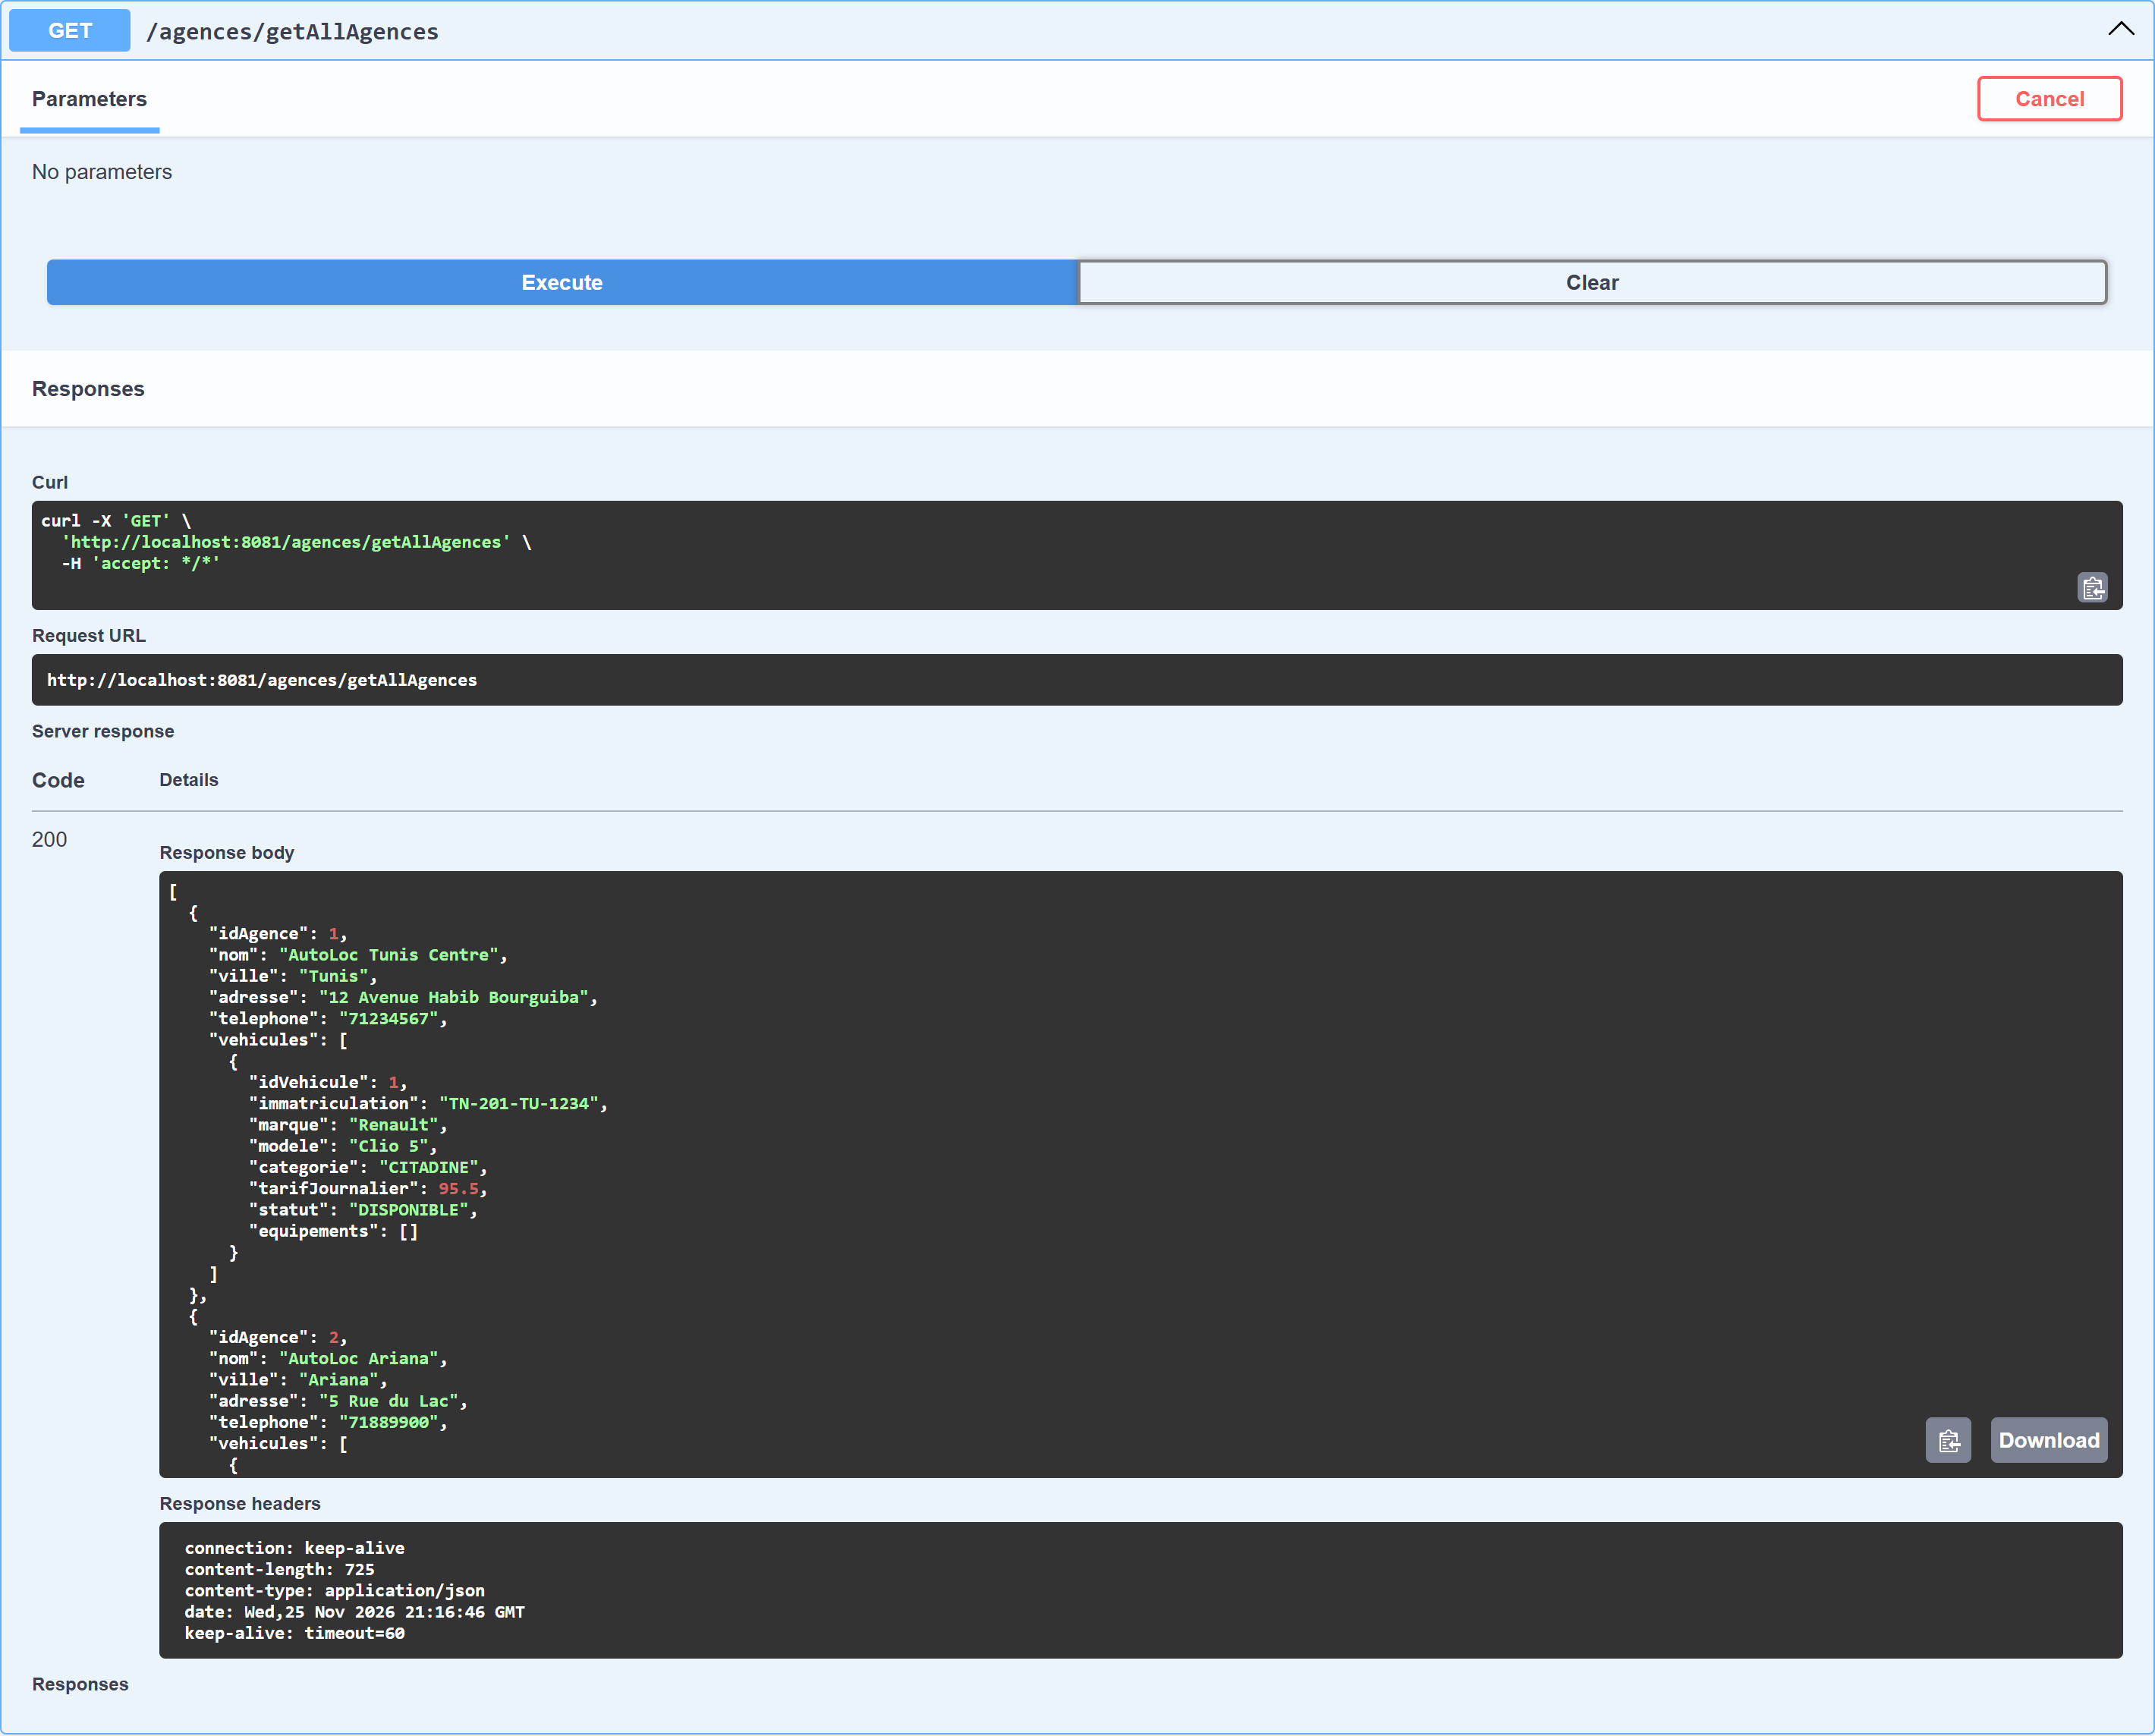 GET /agences/getAllAgences
Parameters
Cancel
No parameters
Execute
Clear
Responses
Curl
curl -X 'GET' \
  'http://localhost:8081/agences/getAllAgences' \
  -H 'accept: */*'
Request URL
http://localhost:8081/agences/getAllAgences
Server response
Code Details
200
Response body
[
  {
    "idAgence": 1,
    "nom": "AutoLoc Tunis Centre",
    "ville": "Tunis",
    "adresse": "12 Avenue Habib Bourguiba",
    "telephone": "71234567",
    "vehicules": [
      {
        "idVehicule": 1,
        "immatriculation": "TN-201-TU-1234",
        "marque": "Renault",
        "modele": "Clio 5",
        "categorie": "CITADINE",
        "tarifJournalier": 95.5,
        "statut": "DISPONIBLE",
        "equipements": []
      }
    ]
  },
  {
    "idAgence": 2,
    "nom": "AutoLoc Ariana",
    "ville": "Ariana",
    "adresse": "5 Rue du Lac",
    "telephone": "71889900",
    "vehicules": [
      {
Download
Response headers
connection: keep-alive
content-length: 725
content-type: application/json
date: Wed,25 Nov 2026 21:16:46 GMT
keep-alive: timeout=60
Responses